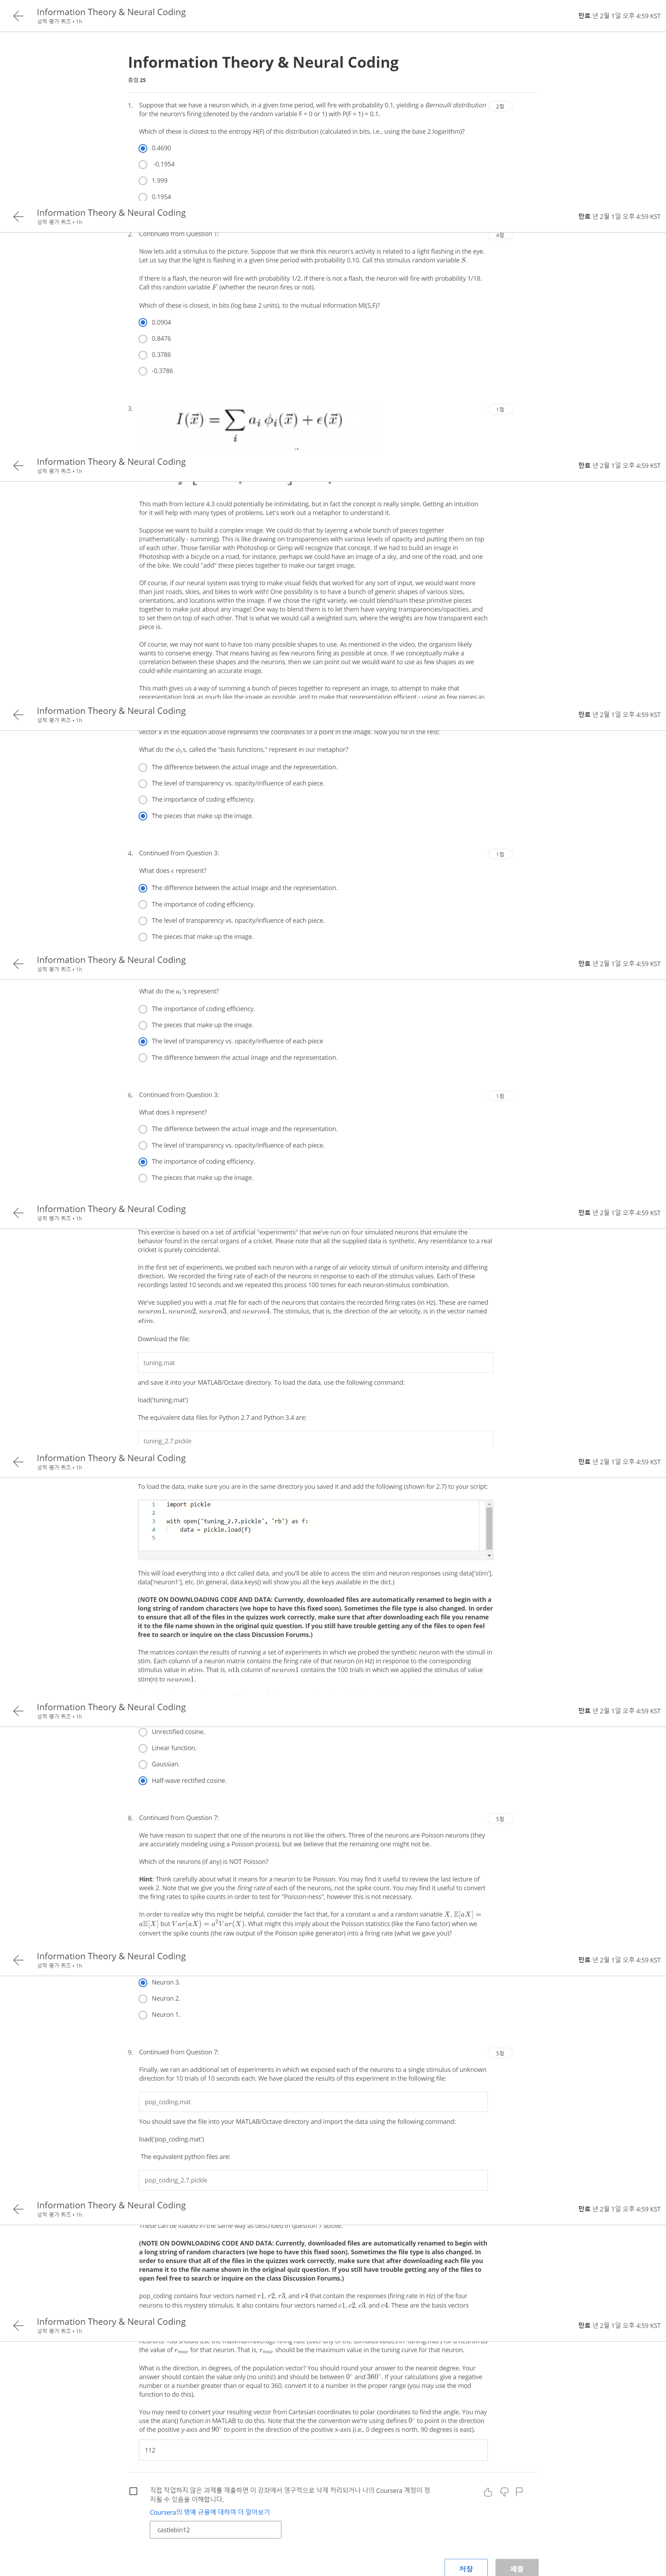 Information Theory & Neural Coding
성적 평가 퀴즈 • 1h
만료 년 2월 1일 오후 4:59 KST
Information Theory & Neural Coding
총점 25
1. Suppose that we have a neuron which, in a given time period, will fire with probability 0.1, yielding a Bernoulli distribution
for the neuron's firing (denoted by the random variable F = 0 or 1) with P(F = 1) = 0.1.
2점
Which of these is closest to the entropy H(F) of this distribution (calculated in bits, i.e., using the base 2 logarithm)?
0.4690
-0.1954
1.999
0.1954
Information Theory & Neural Coding
성적 평가 퀴즈 • 1h
만료 년 2월 1일 오후 4:59 KST
2. Continued from Question 1:
4점
Now lets add a stimulus to the picture. Suppose that we think this neuron's activity is related to a light flashing in the eye.
Let us say that the light is flashing in a given time period with probability 0.10. Call this stimulus random variable S.
If there is a flash, the neuron will fire with probability 1/2. If there is not a flash, the neuron will fire with probability 1/18.
Call this random variable F (whether the neuron fires or not).
Which of these is closest, in bits (log base 2 units), to the mutual information MI(S,F)?
0.0904
0.8476
0.3786
-0.3786
3.
I(x⃗) = ∑ᵢ aᵢ ϕᵢ(x⃗) + ϵ(x⃗)
1점
Information Theory & Neural Coding
성적 평가 퀴즈 • 1h
만료 년 2월 1일 오후 4:59 KST
This math from lecture 4.3 could potentially be intimidating, but in fact the concept is really simple. Getting an intuition
for it will help with many types of problems. Let's work out a metaphor to understand it.
Suppose we want to build a complex image. We could do that by layering a whole bunch of pieces together
(mathematically - summing). This is like drawing on transparencies with various levels of opacity and putting them on top
of each other. Those familiar with Photoshop or Gimp will recognize that concept. If we had to build an image in
Photoshop with a bicycle on a road, for instance, perhaps we could have an image of a sky, and one of the road, and one
of the bike. We could "add" these pieces together to make our target image.
Of course, if our neural system was trying to make visual fields that worked for any sort of input, we would want more
than just roads, skies, and bikes to work with! One possibility is to have a bunch of generic shapes of various sizes,
orientations, and locations within the image. If we chose the right variety, we could blend/sum these primitive pieces
together to make just about any image! One way to blend them is to let them have varying transparencies/opacities, and
to set them on top of each other. That is what we would call a weighted sum, where the weights are how transparent each
piece is.
Of course, we may not want to have too many possible shapes to use. As mentioned in the video, the organism likely
wants to conserve energy. That means having as few neurons firing as possible at once. If we conceptually make a
correlation between these shapes and the neurons, then we can point out we would want to use as few shapes as we
could while maintaining an accurate image.
This math gives us a way of summing a bunch of pieces together to represent an image, to attempt to make that
representation look as much like the image as possible, and to make that representation efficient - using as few pieces as
Information Theory & Neural Coding
성적 평가 퀴즈 • 1h
만료 년 2월 1일 오후 4:59 KST
vector x in the equation above represents the coordinates of a point in the image. Now you fill in the rest:
What do the ϕᵢ's, called the "basis functions," represent in our metaphor?
The difference between the actual image and the representation.
The level of transparency vs. opacity/influence of each piece.
The importance of coding efficiency.
The pieces that make up the image.
4. Continued from Question 3:
1점
What does ϵ represent?
The difference between the actual image and the representation.
The importance of coding efficiency.
The level of transparency vs. opacity/influence of each piece.
The pieces that make up the image.
Information Theory & Neural Coding
성적 평가 퀴즈 • 1h
만료 년 2월 1일 오후 4:59 KST
What do the aᵢ's represent?
The importance of coding efficiency.
The pieces that make up the image.
The level of transparency vs. opacity/influence of each piece
The difference between the actual image and the representation.
6. Continued from Question 3:
1점
What does λ represent?
The difference between the actual image and the representation.
The level of transparency vs. opacity/influence of each piece.
The importance of coding efficiency.
The pieces that make up the image.
Information Theory & Neural Coding
성적 평가 퀴즈 • 1h
만료 년 2월 1일 오후 4:59 KST
This exercise is based on a set of artificial "experiments" that we've run on four simulated neurons that emulate the
behavior found in the cercal organs of a cricket. Please note that all the supplied data is synthetic. Any resemblance to a real
cricket is purely coincidental.
In the first set of experiments, we probed each neuron with a range of air velocity stimuli of uniform intensity and differing
direction. We recorded the firing rate of each of the neurons in response to each of the stimulus values. Each of these
recordings lasted 10 seconds and we repeated this process 100 times for each neuron-stimulus combination.
We've supplied you with a .mat file for each of the neurons that contains the recorded firing rates (in Hz). These are named
neuron1, neuron2, neuron3, and neuron4. The stimulus, that is, the direction of the air velocity, is in the vector named
stim.
Download the file:
tuning.mat
and save it into your MATLAB/Octave directory. To load the data, use the following command:
load('tuning.mat')
The equivalent data files for Python 2.7 and Python 3.4 are:
tuning_2.7.pickle
Information Theory & Neural Coding
성적 평가 퀴즈 • 1h
만료 년 2월 1일 오후 4:59 KST
To load the data, make sure you are in the same directory you saved it and add the following (shown for 2.7) to your script:
1 import pickle
2
3 with open('tuning_2.7.pickle', 'rb') as f:
4 data = pickle.load(f)
5
This will load everything into a dict called data, and you'll be able to access the stim and neuron responses using data['stim'],
data['neuron1'], etc. (In general, data.keys() will show you all the keys available in the dict.)
(NOTE ON DOWNLOADING CODE AND DATA: Currently, downloaded files are automatically renamed to begin with a
long string of random characters (we hope to have this fixed soon). Sometimes the file type is also changed. In order
to ensure that all of the files in the quizzes work correctly, make sure that after downloading each file you rename
it to the file name shown in the original quiz question. If you still have trouble getting any of the files to open feel
free to search or inquire on the class Discussion Forums.)
The matrices contain the results of running a set of experiments in which we probed the synthetic neuron with the stimuli in
stim. Each column of a neuron matrix contains the firing rate of that neuron (in Hz) in response to the corresponding
stimulus value in stim. That is, nth column of neuron1 contains the 100 trials in which we applied the stimulus of value
stim(n) to neuron1.
Information Theory & Neural Coding
성적 평가 퀴즈 • 1h
만료 년 2월 1일 오후 4:59 KST
Unrectified cosine.
Linear function.
Gaussian.
Half-wave rectified cosine.
8. Continued from Question 7:
5점
We have reason to suspect that one of the neurons is not like the others. Three of the neurons are Poisson neurons (they
are accurately modeling using a Poisson process), but we believe that the remaining one might not be.
Which of the neurons (if any) is NOT Poisson?
Hint: Think carefully about what it means for a neuron to be Poisson. You may find it useful to review the last lecture of
week 2. Note that we give you the firing rate of each of the neurons, not the spike count. You may find it useful to convert
the firing rates to spike counts in order to test for "Poisson-ness", however this is not necessary.
In order to realize why this might be helpful, consider the fact that, for a constant a and a random variable X, 𝔼[aX] =
a𝔼[X] but Var(aX) = a²Var(X). What might this imply about the Poisson statistics (like the Fano factor) when we
convert the spike counts (the raw output of the Poisson spike generator) into a firing rate (what we gave you)?
Information Theory & Neural Coding
성적 평가 퀴즈 • 1h
만료 년 2월 1일 오후 4:59 KST
Neuron 3.
Neuron 2.
Neuron 1.
9. Continued from Question 7:
5점
Finally, we ran an additional set of experiments in which we exposed each of the neurons to a single stimulus of unknown
direction for 10 trials of 10 seconds each. We have placed the results of this experiment in the following file:
pop_coding.mat
You should save the file into your MATLAB/Octave directory and import the data using the following command:
load('pop_coding.mat')
The equivalent python files are:
pop_coding_2.7.pickle
Information Theory & Neural Coding
성적 평가 퀴즈 • 1h
만료 년 2월 1일 오후 4:59 KST
These can be loaded in the same way as described in question 7 above.
(NOTE ON DOWNLOADING CODE AND DATA: Currently, downloaded files are automatically renamed to begin with
a long string of random characters (we hope to have this fixed soon). Sometimes the file type is also changed. In
order to ensure that all of the files in the quizzes work correctly, make sure that after downloading each file you
rename it to the file name shown in the original quiz question. If you still have trouble getting any of the files to
open feel free to search or inquire on the class Discussion Forums.)
pop_coding contains four vectors named r1, r2, r3, and r4 that contain the responses (firing rate in Hz) of the four
neurons to this mystery stimulus. It also contains four vectors named c1, c2, c3, and c4. These are the basis vectors
Information Theory & Neural Coding
성적 평가 퀴즈 • 1h
만료 년 2월 1일 오후 4:59 KST
neurons. You should use the maximum average firing rate (over any of the stimulus values in 'tuning.mat') for a neuron as
the value of rₘₐₓ for that neuron. That is, rₘₐₓ should be the maximum value in the tuning curve for that neuron.
What is the direction, in degrees, of the population vector? You should round your answer to the nearest degree. Your
answer should contain the value only (no units!) and should be between 0° and 360°. If your calculations give a negative
number or a number greater than or equal to 360, convert it to a number in the proper range (you may use the mod
function to do this).
You may need to convert your resulting vector from Cartesian coordinates to polar coordinates to find the angle. You may
use the atan() function in MATLAB to do this. Note that the the convention we're using defines 0° to point in the direction
of the positive y-axis and 90° to point in the direction of the positive x-axis (i.e., 0 degrees is north, 90 degrees is east).
112
직접 작업하지 않은 과제를 제출하면 이 강좌에서 영구적으로 낙제 처리되거나 나의 Coursera 계정이 정
지될 수 있음을 이해합니다.
Coursera의 명예 규율에 대하여 더 알아보기
castlebin12
저장
제출